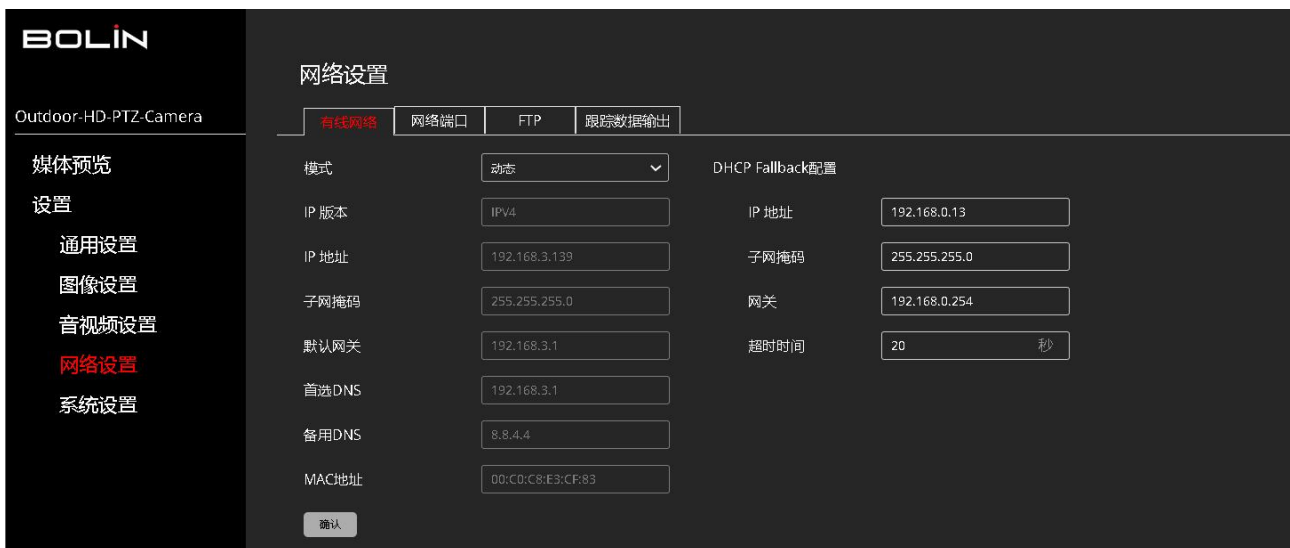 BOLIN
Outdoor-HD-PTZ-Camera
媒体预览
设置
通用设置
图像设置
音视频设置
网络设置
系统设置
网络设置
有线网络 网络端口 FTP 跟踪数据输出
模式 动态 DHCP Fallback配置
IP 版本 IPV4 IP 地址 192.168.0.13
IP 地址 192.168.3.139 子网掩码 255.255.255.0
子网掩码 255.255.255.0 网关 192.168.0.254
默认网关 192.168.3.1 超时时间 20 秒
首选DNS 192.168.3.1
备用DNS 8.8.4.4
MAC地址 00:C0:C8:E3:CF:83
确认